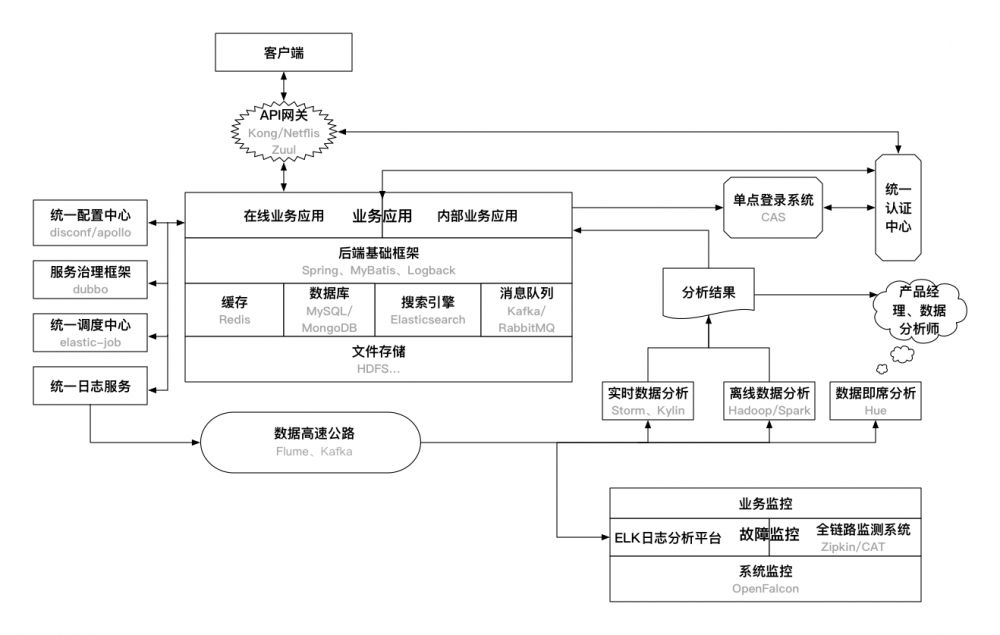 客户端
API网关
Kong/Netflis
Zuul
统一配置中心
disconf/apollo
服务治理框架
dubbo
统一调度中心
elastic-job
统一日志服务
在线业务应用 业务应用 内部业务应用
后端基础框架
Spring、MyBatis、Logback
缓存
Redis
数据库
MySQL/
MongoDB
搜索引擎
Elasticsearch
消息队列
Kafka/
RabbitMQ
文件存储
HDFS...
单点登录系统
CAS
统一
认证
中心
分析结果
产品经
理、数据
分析师
实时数据分析
Storm、Kylin
离线数据分析
Hadoop/Spark
数据即席分析
Hue
数据高速公路
Flume、Kafka
业务监控
ELK日志分析平台
故障监控
全链路监测系统
Zipkin/CAT
系统监控
OpenFalcon